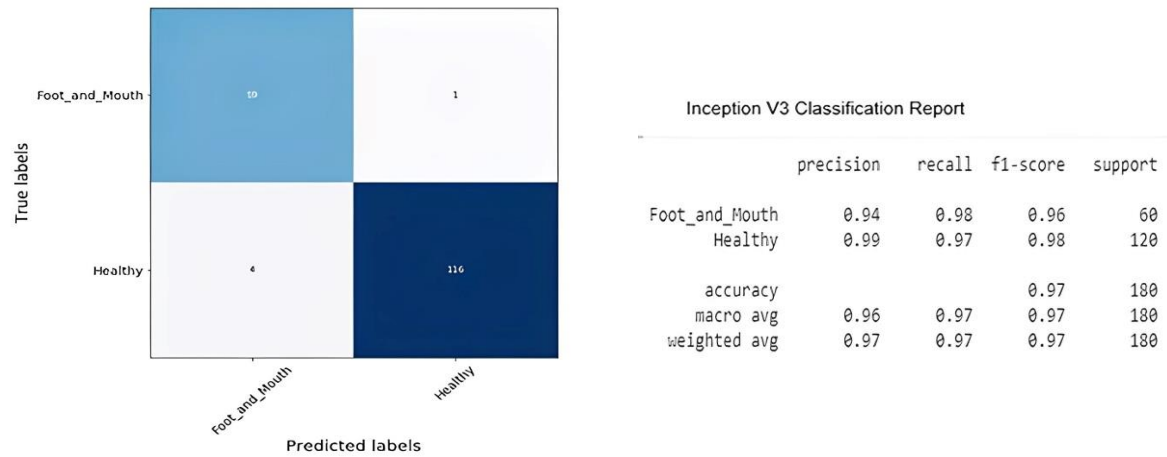 True labels
Foot_and_Mouth
1
Healthy
4
116
Foot_and_Mouth
Healthy
Predicted labels
Inception V3 Classification Report
precision recall f1-score support
Foot_and_Mouth 0.94 0.98 0.96 60
Healthy 0.99 0.97 0.98 120
accuracy 0.97 180
macro avg 0.96 0.97 0.97 180
weighted avg 0.97 0.97 0.97 180